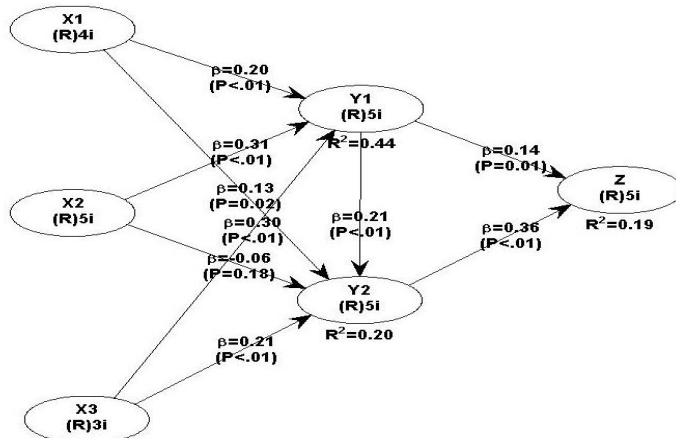 X1
(R)4i
β=0.20
(P<.01)
Y1
(R)5i
R²=0.44
β=0.31
(P<.01)
β=0.14
(P=0.01)
Z
(R)5i
R²=0.19
X2
(R)5i
β=0.13
(P=0.02)
β=0.30
(P<.01)
β=0.21
(P<.01)
β=0.36
(P<.01)
β=-0.06
(P=0.18)
Y2
(R)5i
R²=0.20
β=0.21
(P<.01)
X3
(R)3i